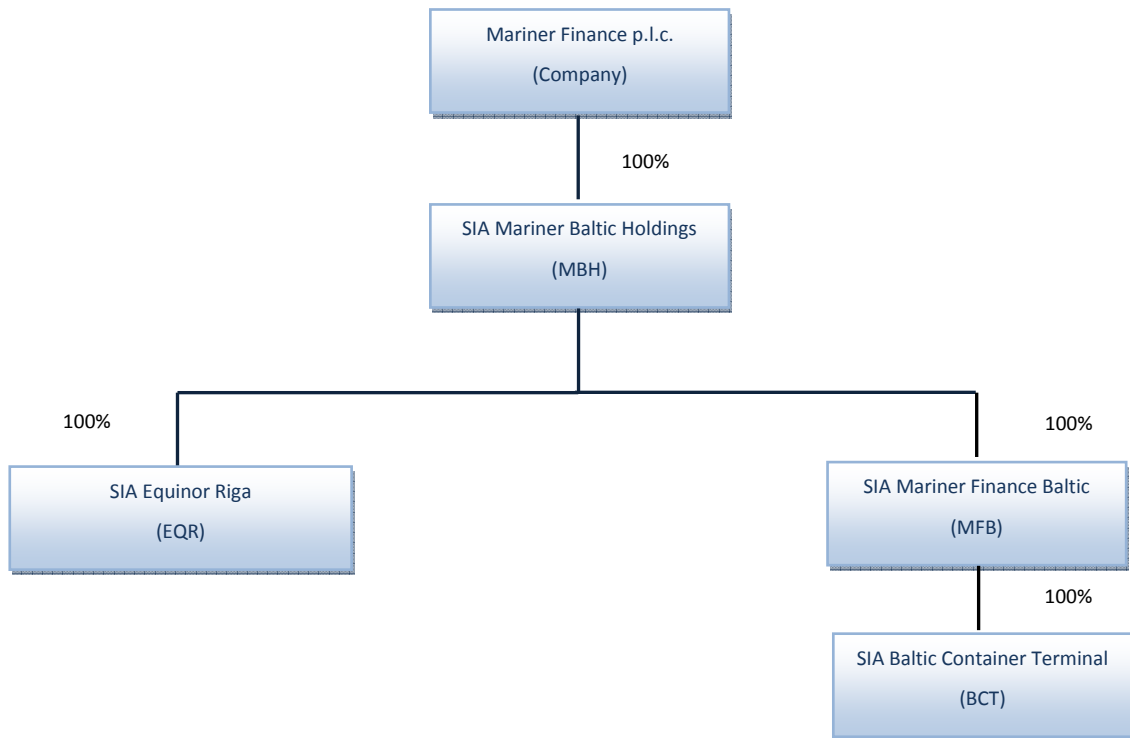 Mariner Finance p.l.c.
(Company)
100%
SIA Mariner Baltic Holdings
(MBH)
100%
100%
SIA Equinor Riga
(EQR)
SIA Mariner Finance Baltic
(MFB)
100%
SIA Baltic Container Terminal
(BCT)